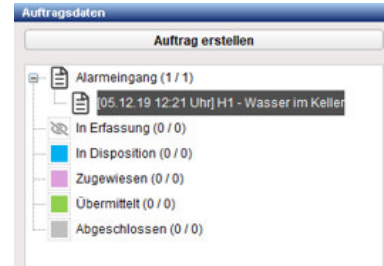 Auftragsdaten
Auftrag erstellen
Alarmeingang (1 / 1)
[05.12.19 12:21 Uhr] H1 - Wasser im Keller
In Erfassung (0 / 0)
In Disposition (0 / 0)
Zugewiesen (0 / 0)
Übermittelt (0 / 0)
Abgeschlossen (0 / 0)